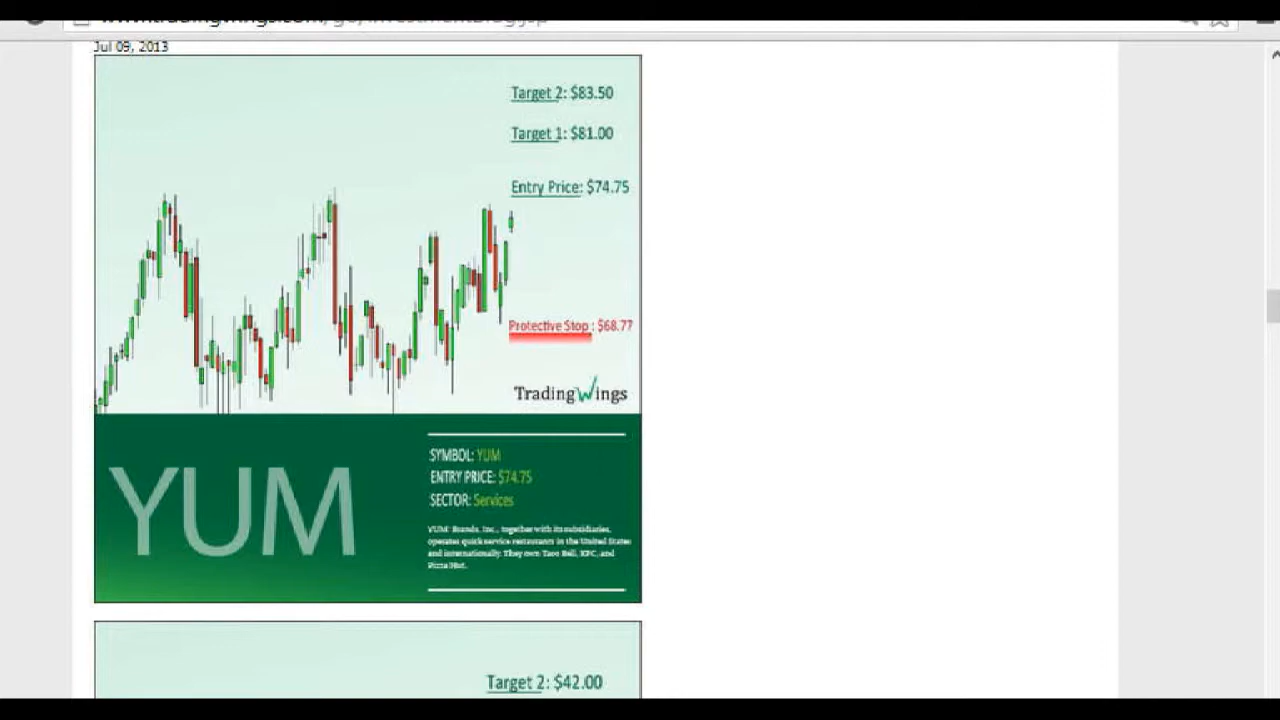 Jul 09, 2013
Target 2: $83.50
Target 1: $81.00
Entry Price: $74.75
Protective Stop : $68.77
TradingWings
YUM
SYMBOL: YUM
ENTRY PRICE: $74.75
SECTOR: Services
YUM! Brands, Inc., together with its subsidiaries,
operates quick service restaurants in the United States
and internationally. They own Taco Bell, KFC, and
Pizza Hut.
Target 2: $42.00